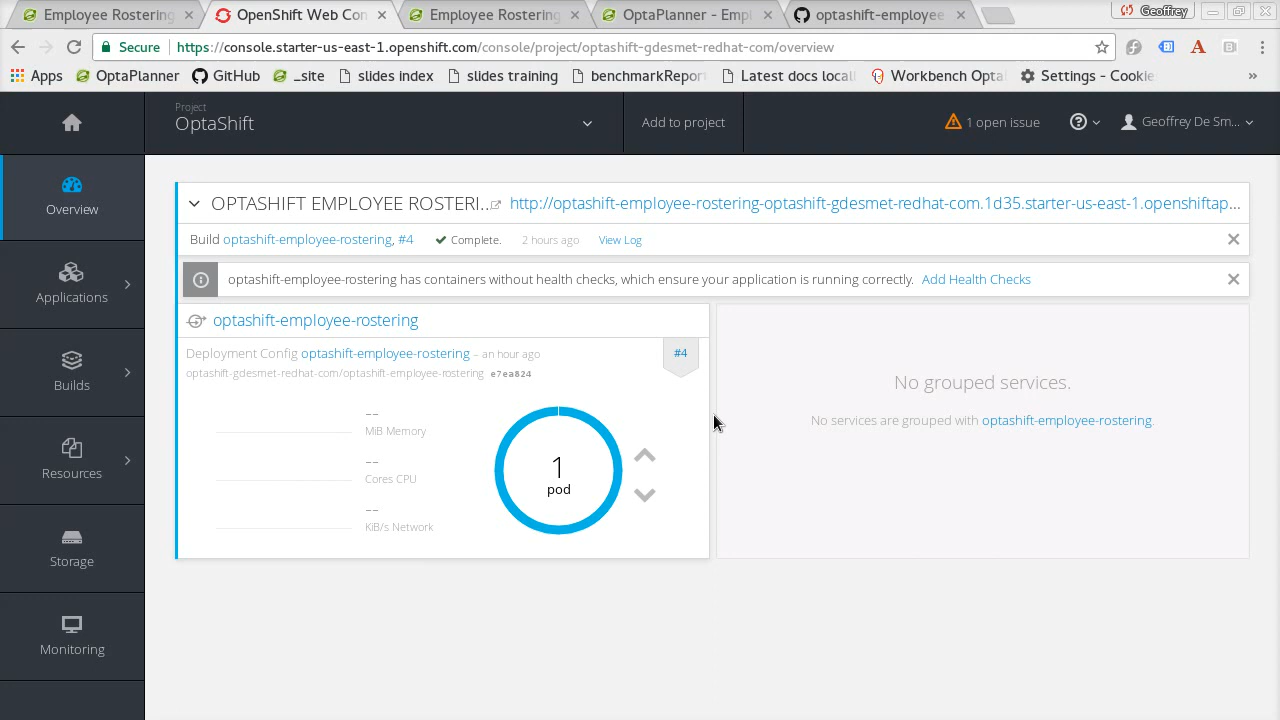 Employee Rostering
OpenShift Web Con
Employee Rostering
OptaPlanner - Empl
optashift-employee
Geoffrey
Secure
https://console.starter-us-east-1.openshift.com/console/project/optashift-gdesmet-redhat-com/overview
Apps
OptaPlanner
GitHub
_site
slides index
slides training
benchmarkRepor
Latest docs local
Workbench Opta
Settings - Cookie
»
Project
OptaShift
Add to project
1 open issue
Geoffrey De Sm...
Overview
Applications
Builds
Resources
Storage
Monitoring
OPTASHIFT EMPLOYEE ROSTERI...
http://optashift-employee-rostering-optashift-gdesmet-redhat-com.1d35.starter-us-east-1.openshiftap...
Build optashift-employee-rostering, #4 Complete. 2 hours ago View Log
optashift-employee-rostering has containers without health checks, which ensure your application is running correctly. Add Health Checks
optashift-employee-rostering
Deployment Config optashift-employee-rostering – an hour ago
#4
optashift-gdesmet-redhat-com/optashift-employee-rostering e7ea824
--
MiB Memory
--
Cores CPU
--
KiB/s Network
1
pod
No grouped services.
No services are grouped with optashift-employee-rostering.